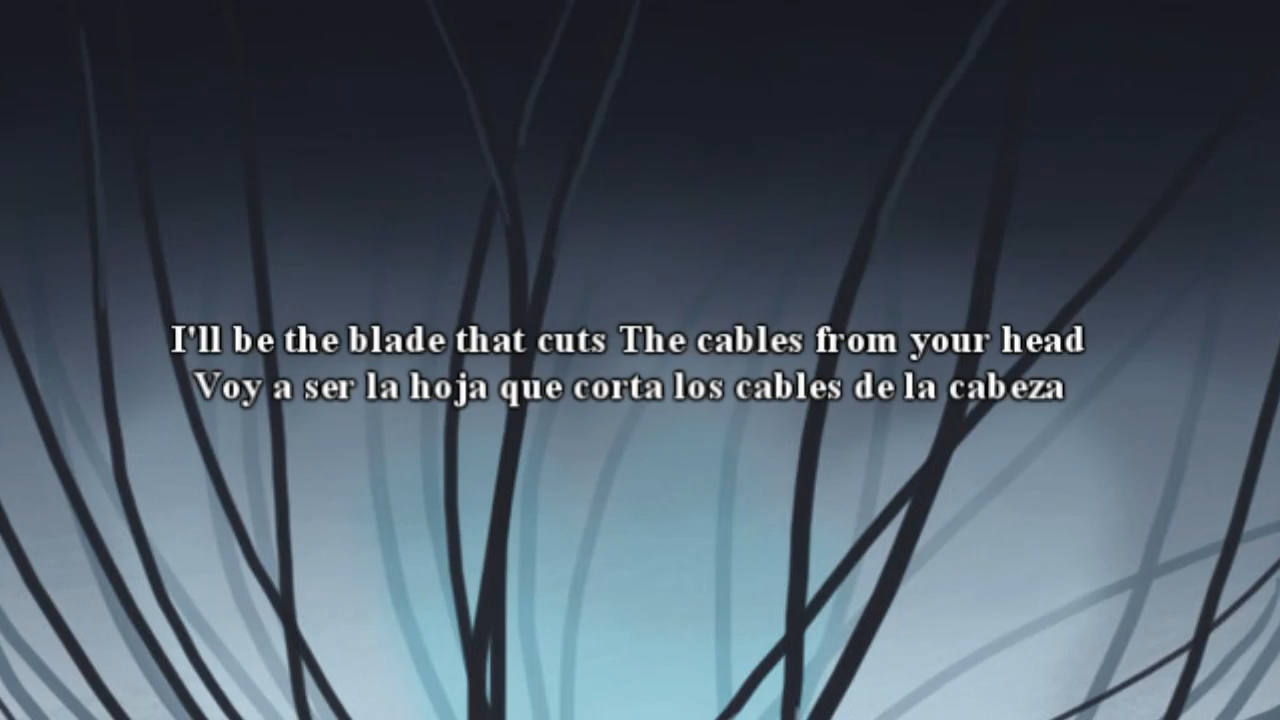 I'll be the blade that cuts The cables from your head
Voy a ser la hoja que corta los cables de la cabeza